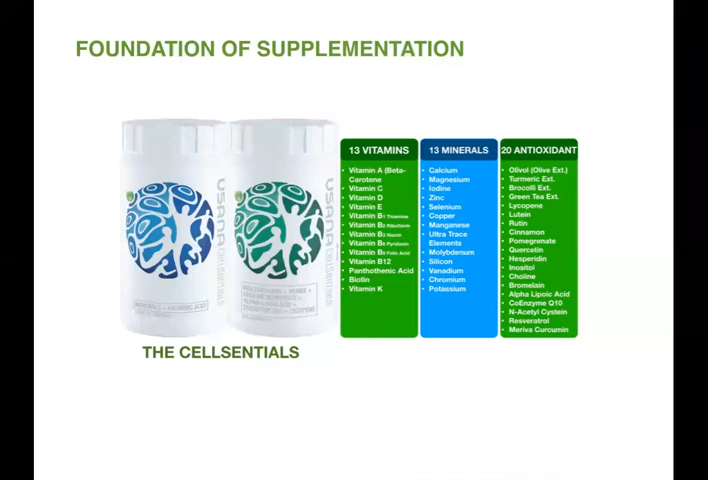 FOUNDATION OF SUPPLEMENTATION
13 VITAMINS
Vitamin A (Beta-
Carotene
Vitamin C
Vitamin D
Vitamin E
Vitamin B1 Thiamine
Vitamin B2 Riboflavin
Vitamin B3 Niacin
Vitamin B6 Pyridoxin
Vitamin B9 Folic Acid
Vitamin B12
Panthothenic Acid
Biotin
Vitamin K
13 MINERALS
Calcium
Magnesium
Iodine
Zinc
Selenium
Copper
Manganese
Ultra Trace
Elements
Molybdenum
Silicon
Vanadium
Chromium
Potassium
20 ANTIOXIDANT
Olivol (Olive Ext.)
Turmeric Ext.
Brocolli Ext.
Green Tea Ext.
Lycopene
Lutein
Rutin
Cinnamon
Pomegrenate
Quercetin
Hesperidin
Inositol
Choline
Bromelain
Alpha Lipoic Acid
CoEnzyme Q10
N-Acetyl Cystein
Resveratrol
Meriva Curcumin
USANA
USANA
THE CELLSENTIALS